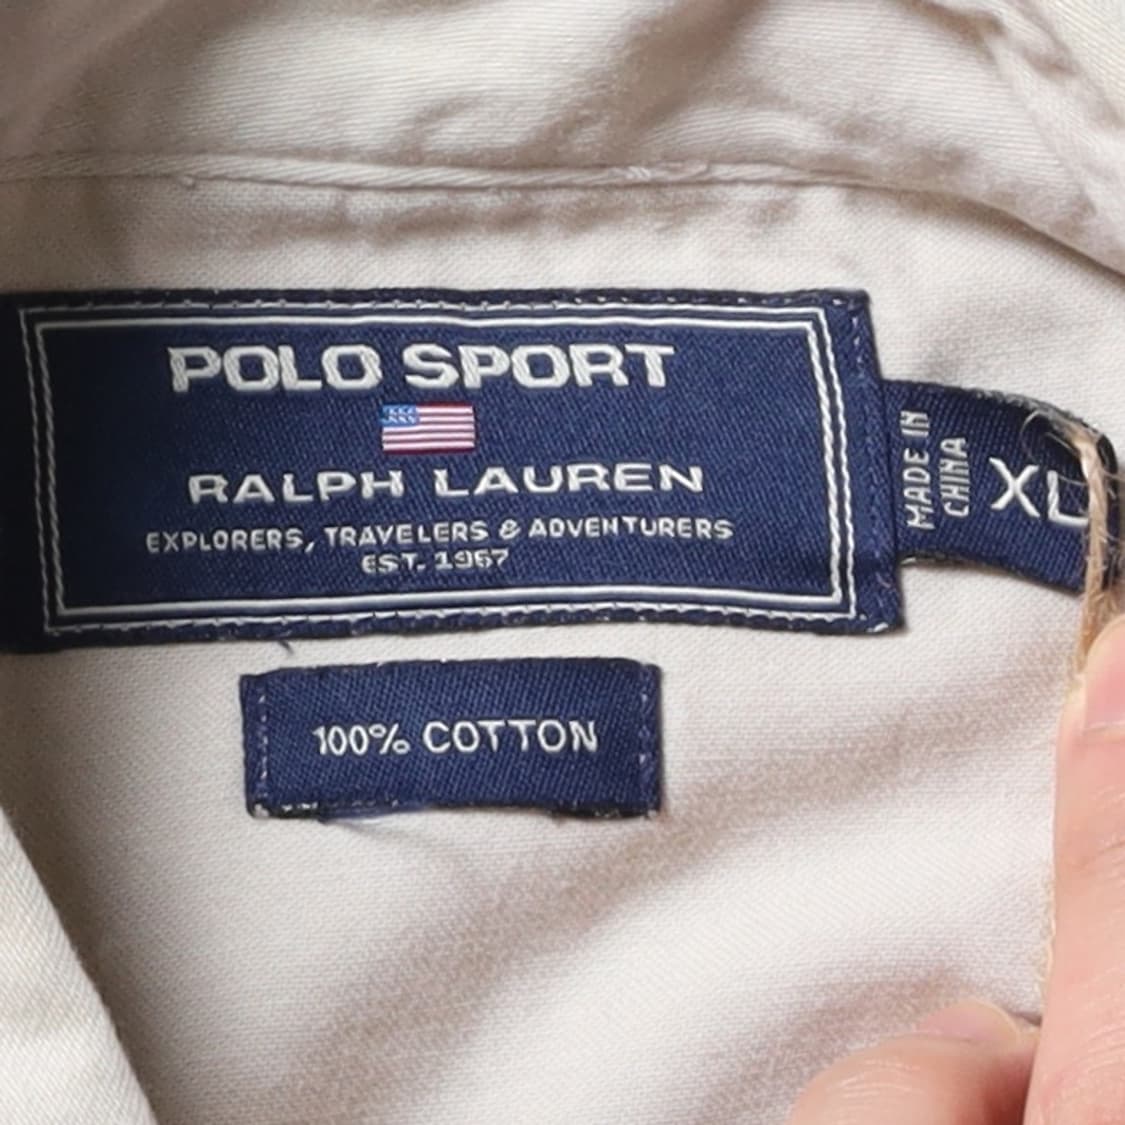 POLO SPORT
RALPH LAUREN
EXPLORERS, TRAVELERS & ADVENTURERS
EST. 1967
MADE IN
CHINA
XL
100% COTTON